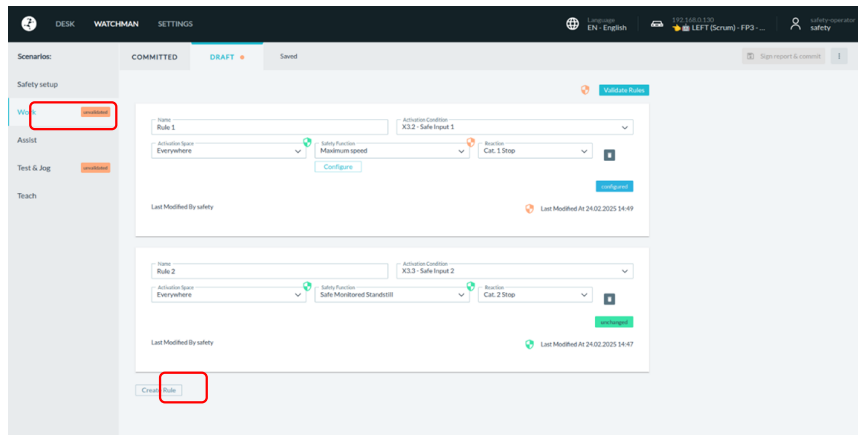 DESK WATCHMAN SETTINGS
Language
EN - English
192.168.0.130
LEFT (Scrum) - FP3 - ...
safety-operator
safety
Scenarios:
COMMITTED DRAFT Saved
Sign report & commit
Safety setup
Validate Rules
Work unvalidated
Name
Rule 1
Activation Condition
X3.2 - Safe Input 1
Assist
Activation Space
Everywhere
Safety Function
Maximum speed
Reaction
Cat. 1 Stop
Test & Jog unvalidated
Configure
configured
Teach
Last Modified By safety
Last Modified At 24.02.2025 14:49
Name
Rule 2
Activation Condition
X3.3 - Safe Input 2
Activation Space
Everywhere
Safety Function
Safe Monitored Standstill
Reaction
Cat. 2 Stop
unchanged
Last Modified By safety
Last Modified At 24.02.2025 14:47
Create Rule